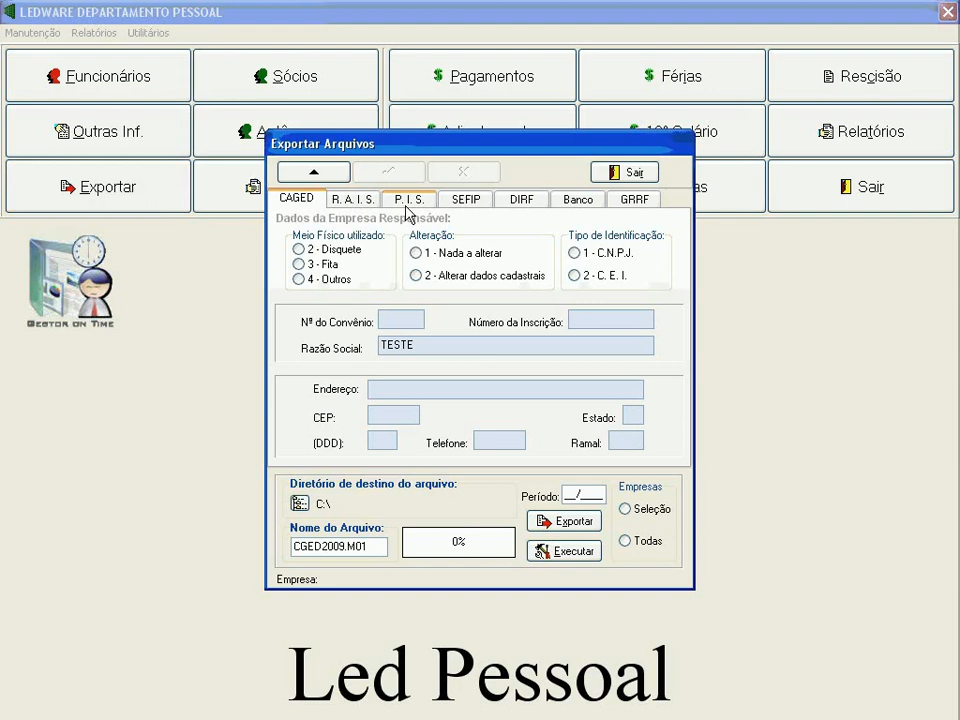 LEDWARE DEPARTAMENTO PESSOAL
Manutenção Relatórios Utilitários
Funcionários Sócios Pagamentos Férias Rescisão
Outras Inf. Salário Relatórios
Exportar Sair
Exportar Arquivos
Sair
CAGED R. A. I. S. P. I. S. SEFIP DIRF Banco GRRF
Dados da Empresa Responsável:
Meio Físico utilizado: Alteração: Tipo de Identificação:
2 - Disquete 1 - Nada a alterar 1 - C.N.P.J.
3 - Fita
4 - Outros 2 - Alterar dados cadastrais 2 - C. E. I.
Nº do Convênio: Número da Inscrição:
Razão Social: TESTE
Endereço:
CEP: Estado:
(DDD): Telefone: Ramal:
Diretório de destino do arquivo: Empresas
C:\ Período: __/____ Seleção
Nome do Arquivo: Exportar
CGED2009.M01 0% Executar Todas
Empresa:
GESTOR ON TIME
Led Pessoal